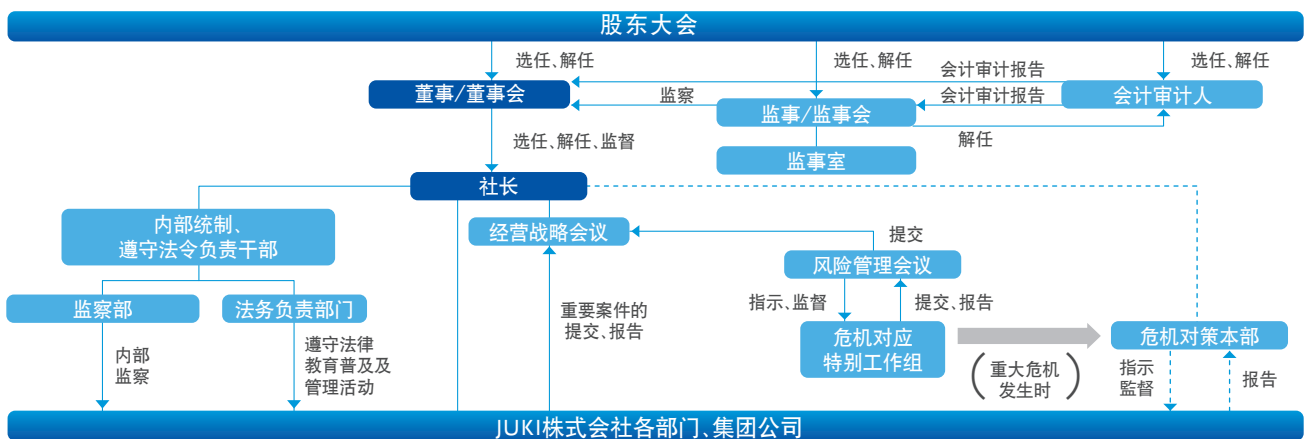 股东大会
选任、解任
选任、解任
会计审计报告
选任、解任
董事/董事会
监察
会计审计报告
会计审计人
监事/监事会
解任
选任、解任、监督
监事室
社长
内部统制、
遵守法令负责干部
经营战略会议
提交
风险管理会议
监察部
法务负责部门
重要案件的
提交、报告
指示、监督
提交、报告
危机对应
特别工作组
危机对策本部
内部
监察
遵守法律
教育普及及
管理活动
(重大危机
发生时)
指示
監督
报告
JUKI株式会社各部门、集团公司